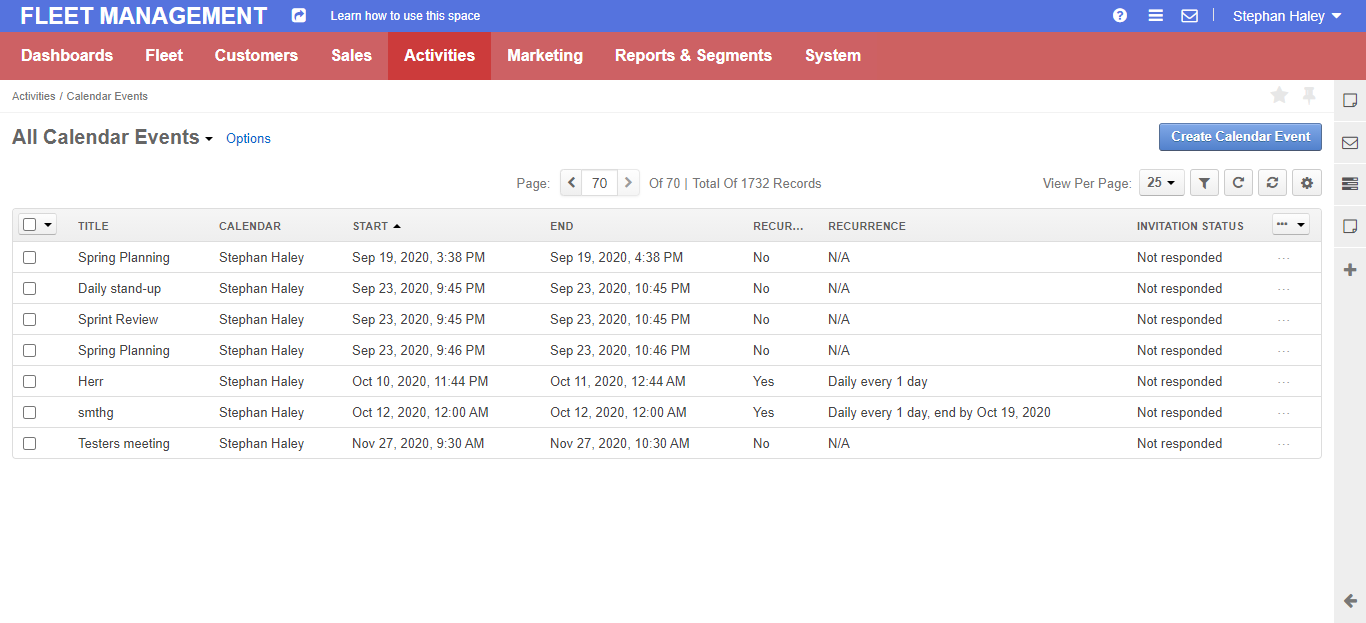 FLEET MANAGEMENT Learn how to use this space ? Stephan Haley
Dashboards Fleet Customers Sales Activities Marketing Reports & Segments System
Activities / Calendar Events
All Calendar Events Options Create Calendar Event
Page: 70 Of 70 | Total Of 1732 Records View Per Page: 25
TITLE CALENDAR START END RECUR... RECURRENCE INVITATION STATUS ...
Spring Planning Stephan Haley Sep 19, 2020, 3:38 PM Sep 19, 2020, 4:38 PM No N/A Not responded ...
Daily stand-up Stephan Haley Sep 23, 2020, 9:45 PM Sep 23, 2020, 10:45 PM No N/A Not responded ...
Sprint Review Stephan Haley Sep 23, 2020, 9:45 PM Sep 23, 2020, 10:45 PM No N/A Not responded ...
Spring Planning Stephan Haley Sep 23, 2020, 9:46 PM Sep 23, 2020, 10:46 PM No N/A Not responded ...
Herr Stephan Haley Oct 10, 2020, 11:44 PM Oct 11, 2020, 12:44 AM Yes Daily every 1 day Not responded ...
smthg Stephan Haley Oct 12, 2020, 12:00 AM Oct 12, 2020, 12:00 AM Yes Daily every 1 day, end by Oct 19, 2020 Not responded ...
Testers meeting Stephan Haley Nov 27, 2020, 9:30 AM Nov 27, 2020, 10:30 AM No N/A Not responded ...